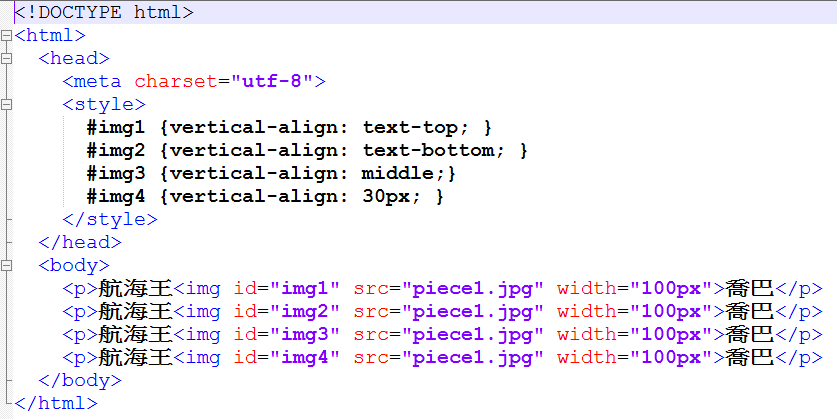 <!DOCTYPE html>
<html>
<head>
<meta charset="utf-8">
<style>
#img1 {vertical-align: text-top; }
#img2 {vertical-align: text-bottom; }
#img3 {vertical-align: middle;}
#img4 {vertical-align: 30px; }
</style>
</head>
<body>
<p>航海王<img id="img1" src="piece1.jpg" width="100px">喬巴</p>
<p>航海王<img id="img2" src="piece1.jpg" width="100px">喬巴</p>
<p>航海王<img id="img3" src="piece1.jpg" width="100px">喬巴</p>
<p>航海王<img id="img4" src="piece1.jpg" width="100px">喬巴</p>
</body>
</html>